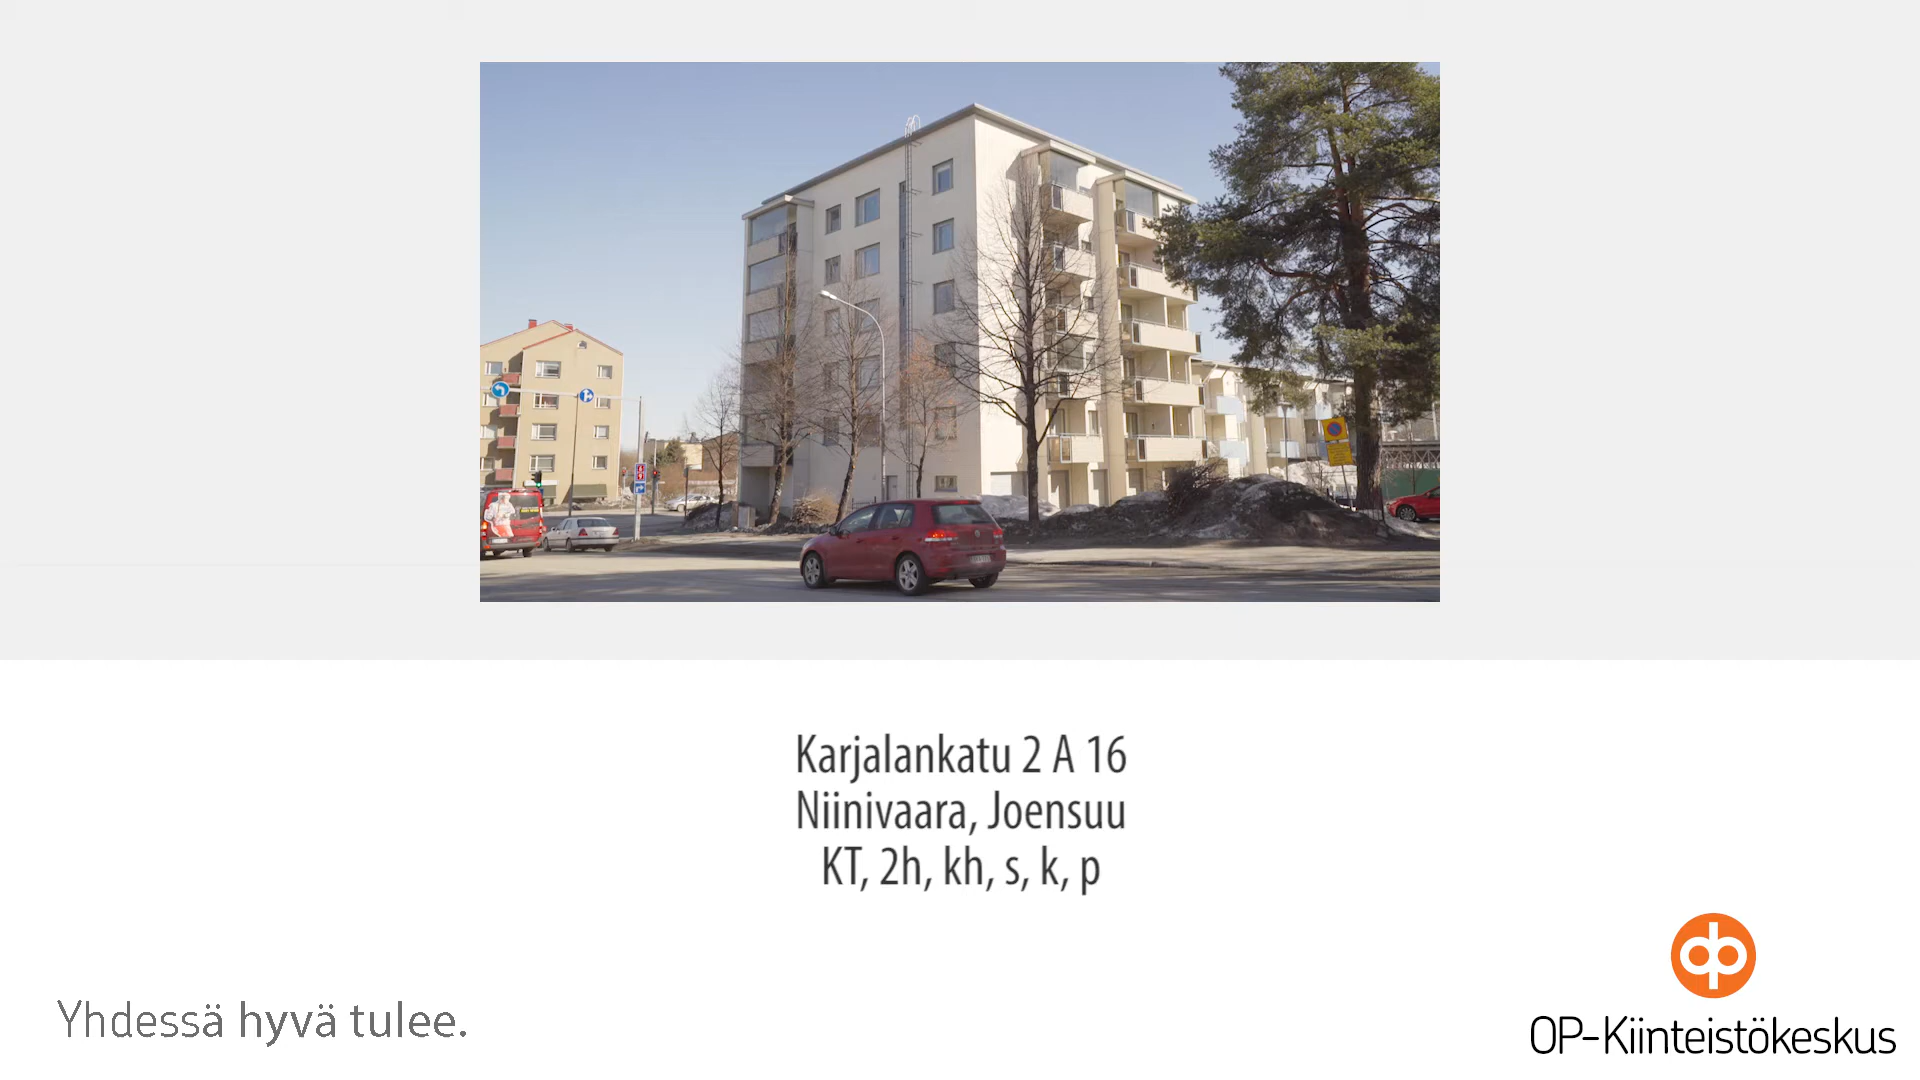 Karjalankatu 2 A 16
Niinivaara, Joensuu
KT, 2h, kh, s, k, p
Yhdessä hyvä tulee.
OP-Kiinteistökeskus